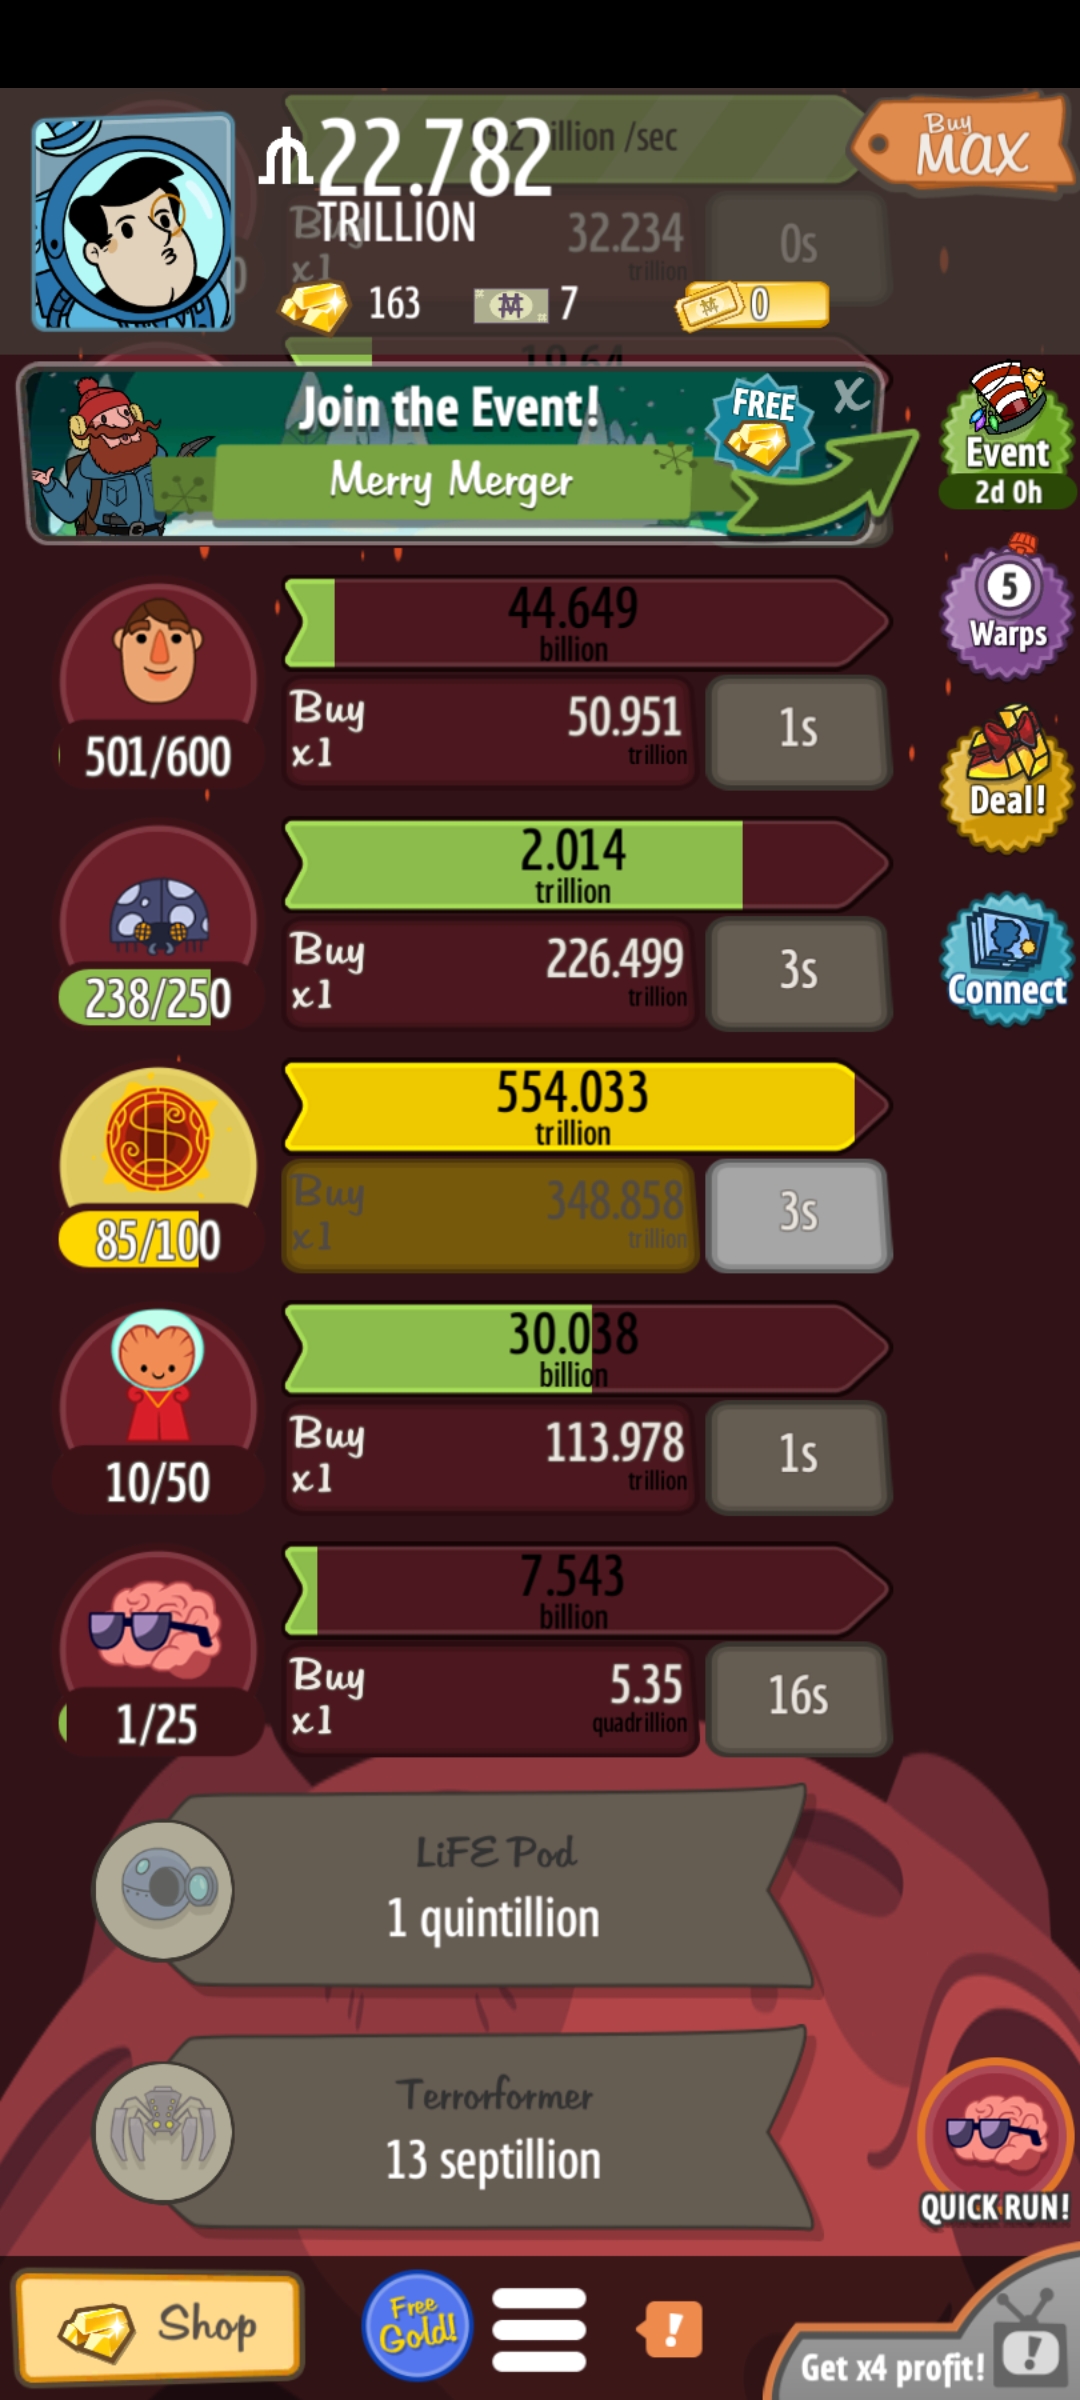 22.782
TRILLION
/sec
Buy
MAX
Buy
x1
32.234
trillion
0s
163
7
0
Join the Event!
FREE
X
Merry Merger
Event
2d 0h
44.649
billion
Buy
x1
50.951
trillion
1s
501/600
5
Warps
2.014
trillion
Buy
x1
226.499
trillion
3s
238/250
Deal!
Connect
554.033
trillion
Buy
x1
348.858
trillion
3s
85/100
30.038
billion
Buy
x1
113.978
trillion
1s
10/50
7.543
billion
Buy
x1
5.35
quadrillion
16s
1/25
LiFE Pod
1 quintillion
Terrorformer
13 septillion
QUICK RUN!
Shop
Free
Gold!
!
Get x4 profit!
!